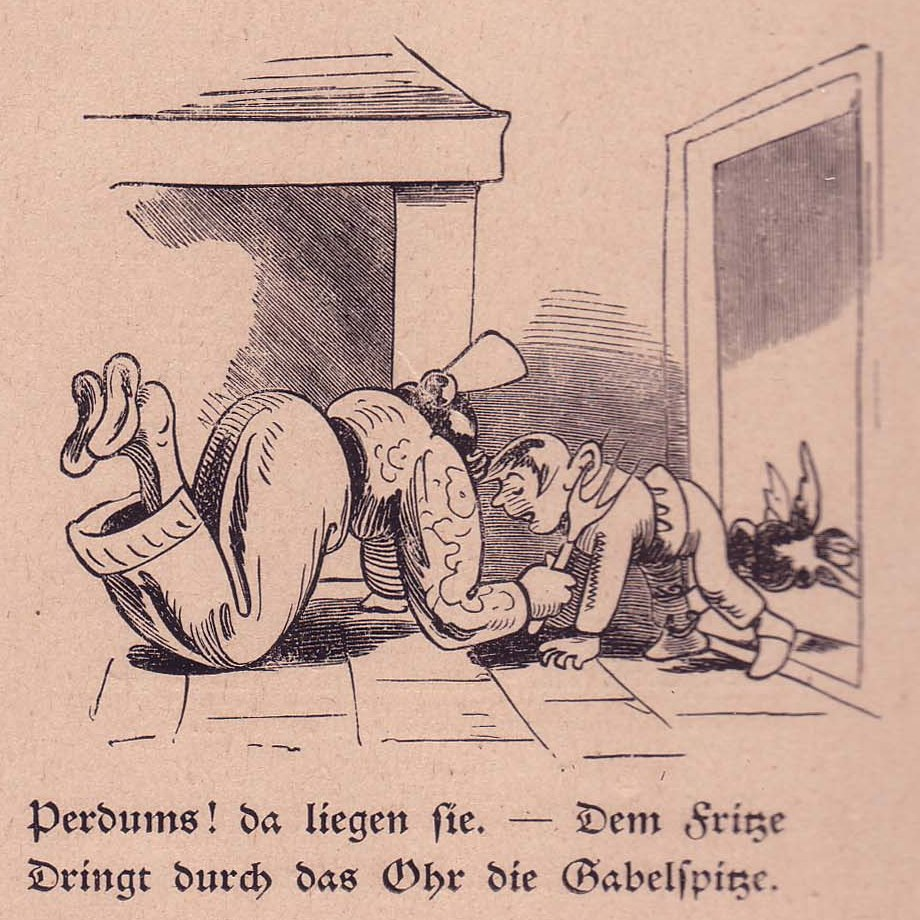 Perdums! da liegen sie. — Dem Fritze
Dringt durch das Ohr die Gabelspitze.